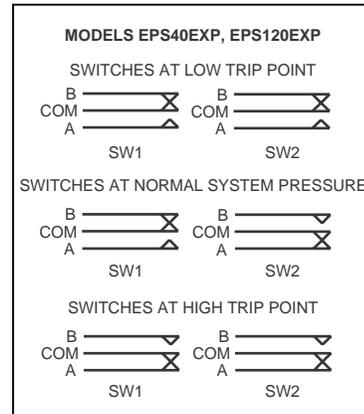 MODELS EPS40EXP, EPS120EXP
SWITCHES AT LOW TRIP POINT
B B
COM COM
A A
SW1 SW2
SWITCHES AT NORMAL SYSTEM PRESSURE
B B
COM COM
A A
SW1 SW2
SWITCHES AT HIGH TRIP POINT
B B
COM COM
A A
SW1 SW2